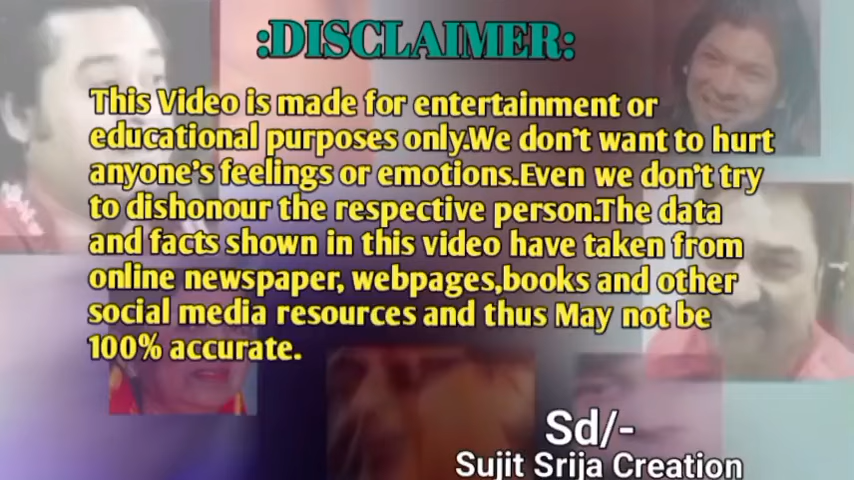 :DISCLAIMER:
This Video is made for entertainment or
educational purposes only.We don't want to hurt
anyone's feelings or emotions.Even we don't try
to dishonour the respective person.The data
and facts shown in this video have taken from
online newspaper, webpages,books and other
social media resources and thus May not be
100% accurate.
Sd/-
Sujit Srija Creation